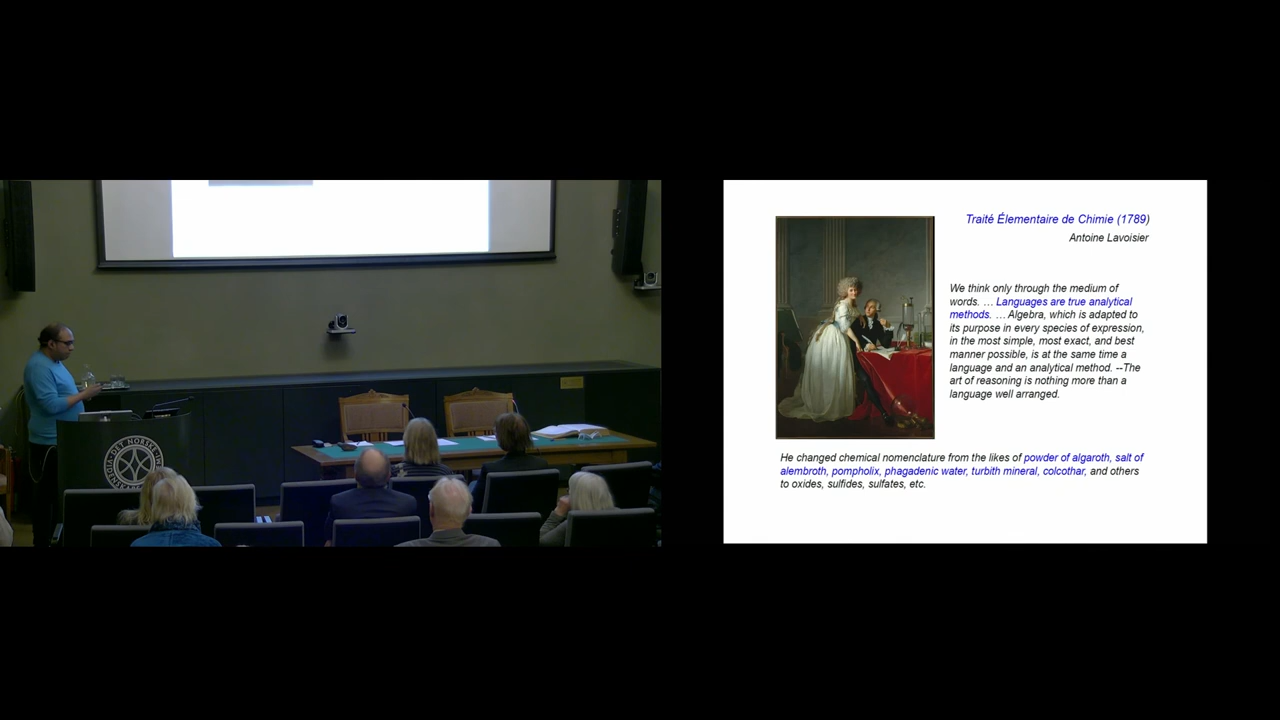 Traité Élementaire de Chimie (1789)
Antoine Lavoisier
We think only through the medium of
words. … Languages are true analytical
methods. … Algebra, which is adapted to
its purpose in every species of expression,
in the most simple, most exact, and best
manner possible, is at the same time a
language and an analytical method. --The
art of reasoning is nothing more than a
language well arranged.
He changed chemical nomenclature from the likes of powder of algaroth, salt of
alembroth, pompholix, phagadenic water, turbith mineral, colcothar, and others
to oxides, sulfides, sulfates, etc.
DET NORSKE